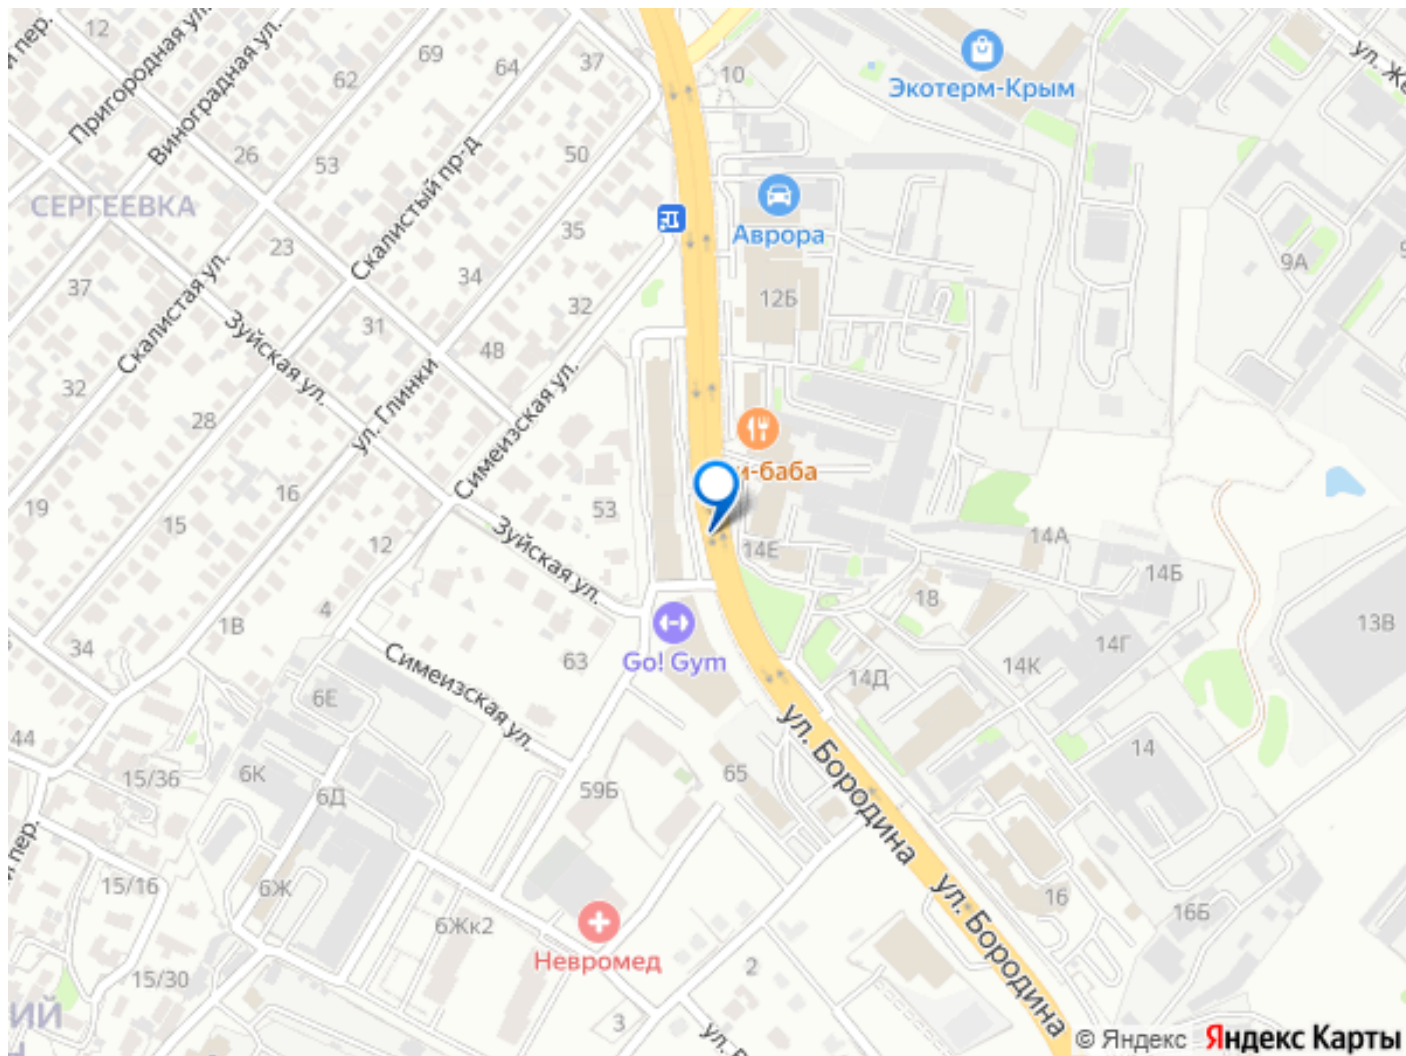 й пер.
12
Пригородная ул.
Виноградная ул.
69
62
64
37
10
Экотерм-Крым
ул. Же
26
53
Скалистый пр-д
50
СЕРГЕЕВКА
23
35
Аврора
9А
37
Скалистая ул.
Зуйская ул.
34
32
12Б
31
48
32
28
ул. Глинки
Симеизская ул.
и-баба
19
16
15
53
12
Зуйская ул.
14Е
14А
14Б
18
4
1В
34
63
Go! Gym
14Г
14К
14Д
13В
Симеизская ул.
6Е
ул. Бородина
44
15/36
6К
6Д
59Б
65
14
й пер.
15/16
6Ж
6Жк2
16
16Б
ул. Бородина
Невромед
2
15/30
ИЙ
3
ул.
© Яндекс
Яндекс Карты